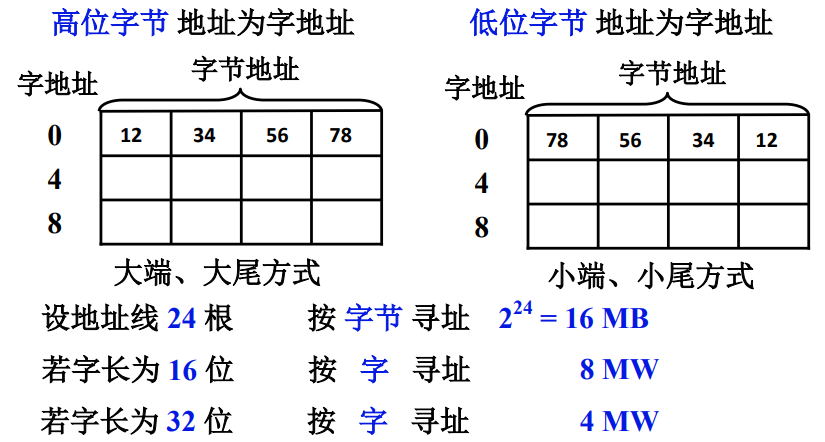 高位字节 地址为字地址
字地址 字节地址
0 12 34 56 78
4
8
大端、大尾方式
低位字节 地址为字地址
字地址 字节地址
0 78 56 34 12
4
8
小端、小尾方式
设地址线 24 根 按 字节 寻址 2^24 = 16 MB
若字长为 16 位 按 字 寻址 8 MW
若字长为 32 位 按 字 寻址 4 MW